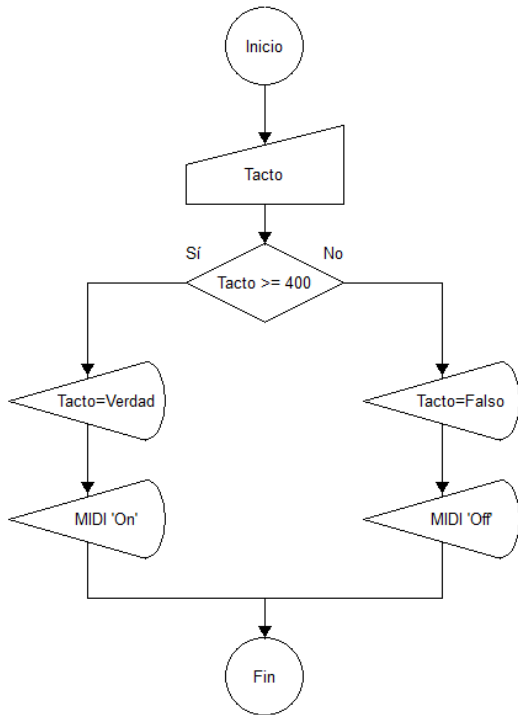 Inicio
Tacto
Sí
No
Tacto >= 400
Tacto=Verdad
Tacto=Falso
MIDI 'On'
MIDI 'Off'
Fin